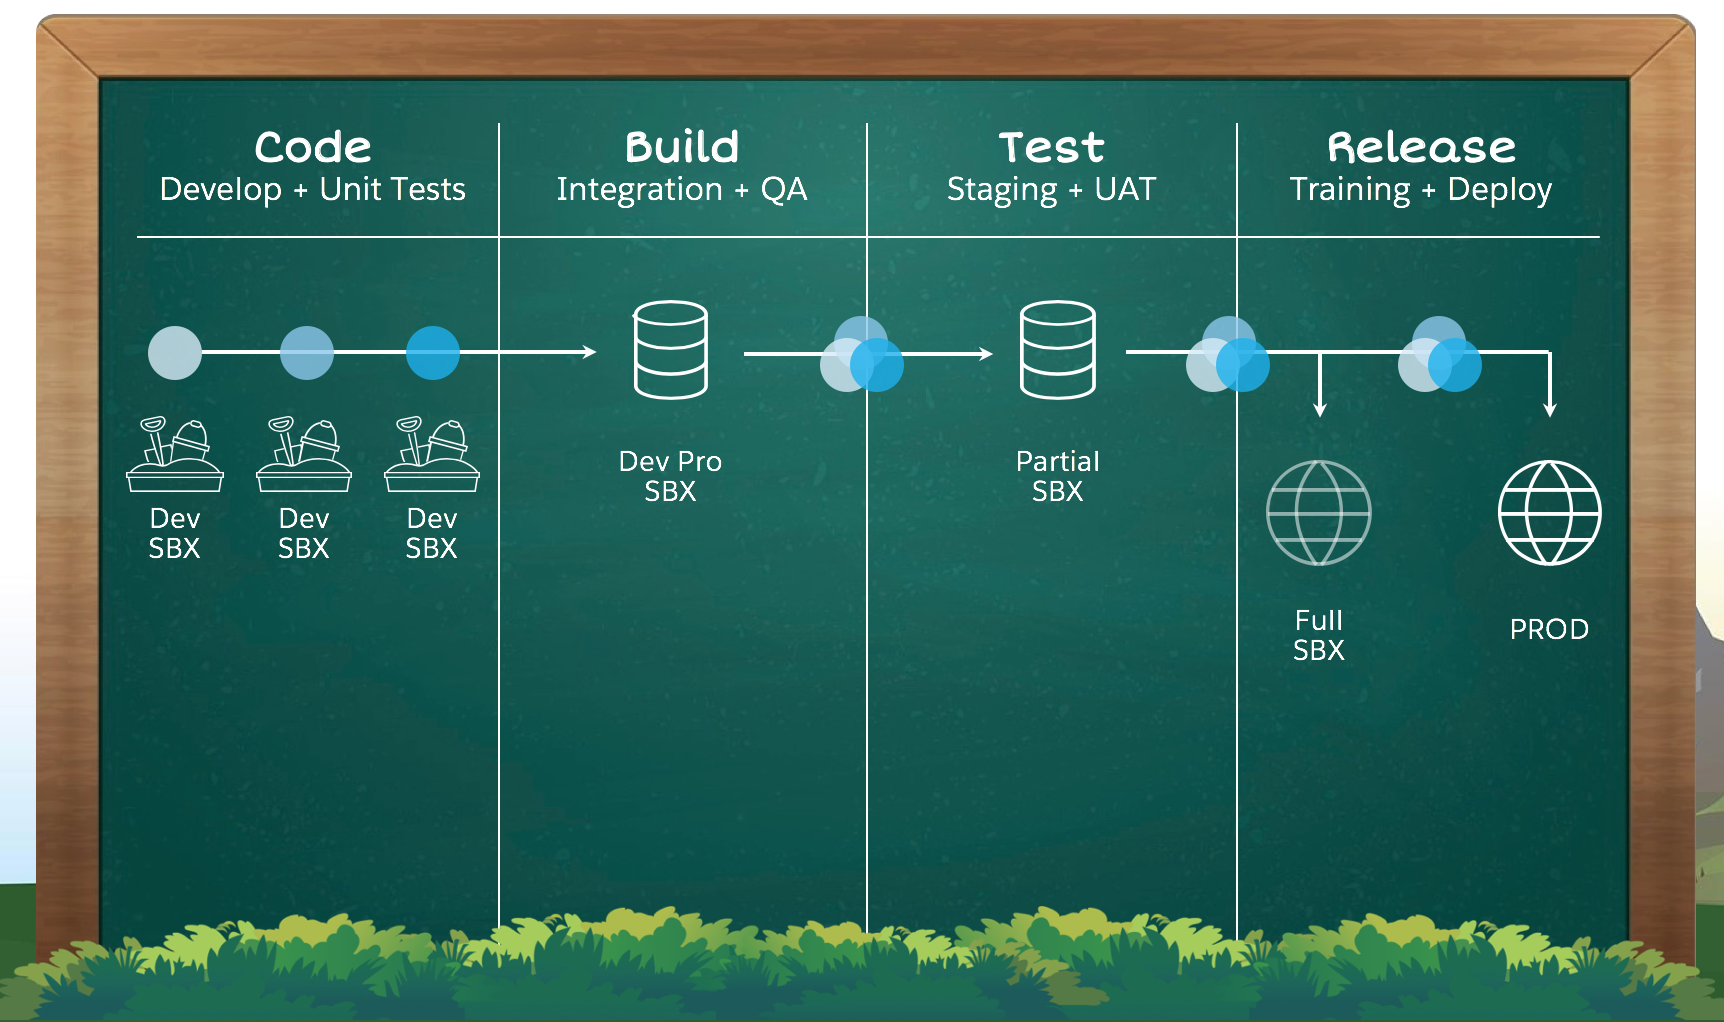 Code
Develop + Unit Tests
Build
Integration + QA
Test
Staging + UAT
Release
Training + Deploy
Dev
SBX
Dev
SBX
Dev
SBX
Dev Pro
SBX
Partial
SBX
Full
SBX
PROD